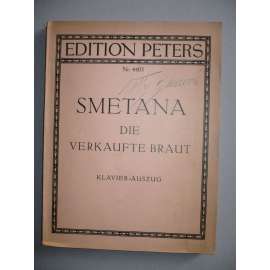 EDITION PETERS
SMETANA
DIE
VERKAUFTE BRAUT
KLAVIER-AUSZUG